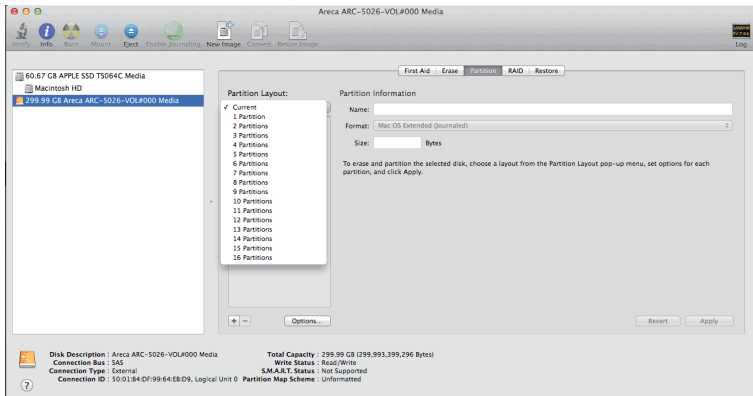 Areca ARC-5026-VOL#000 Media
Verify Info Burn Mount Eject Enable Journaling New Image Convert Resize Image Log
First Aid Erase Partition RAID Restore
60.67 GB APPLE SSD TS064C Media
Macintosh HD
299.99 GB Areca ARC-5026-VOL#000 Media
Partition Layout:
✓ Current
1 Partition
2 Partitions
3 Partitions
4 Partitions
5 Partitions
6 Partitions
7 Partitions
8 Partitions
9 Partitions
10 Partitions
11 Partitions
12 Partitions
13 Partitions
14 Partitions
15 Partitions
16 Partitions
+ − Options...
Partition Information
Name:
Format: Mac OS Extended (Journaled)
Size: Bytes
To erase and partition the selected disk, choose a layout from the Partition Layout pop-up menu, set options for each
partition, and click Apply.
Revert Apply
Disk Description : Areca ARC-5026-VOL#000 Media
Connection Bus : SAS
Connection Type : External
Connection ID : 50:01:B4:DF:99:64:EB:D9, Logical Unit 0
Total Capacity : 299.99 GB (299,993,399,296 Bytes)
Write Status : Read/Write
S.M.A.R.T. Status : Not Supported
Partition Map Scheme : Unformatted
?